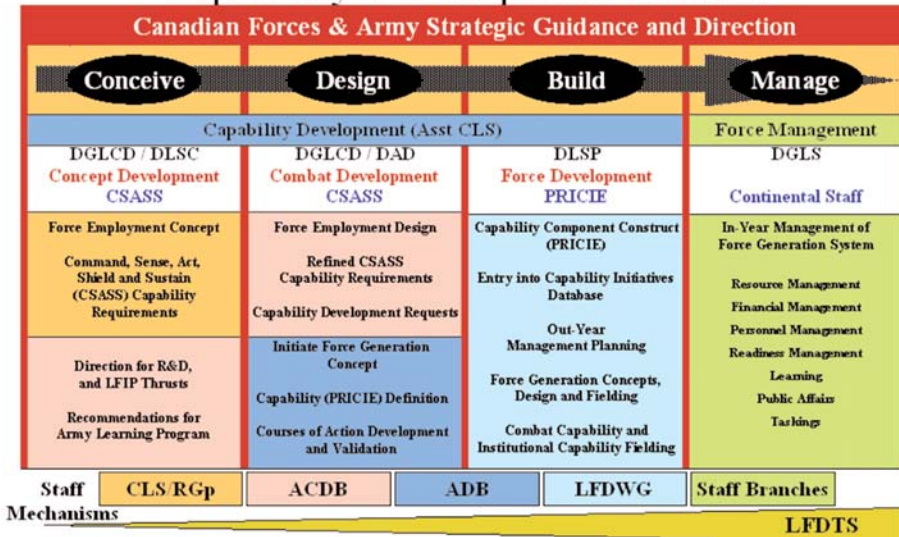 Canadian Forces & Army Strategic Guidance and Direction
Conceive
Design
Build
Manage
Capability Development (Asst CLS)
Force Management
DGLCD / DLSC
Concept Development
CSASS
DGLCD / DAD
Combat Development
CSASS
DLSP
Force Development
PRICIE
DGLS
Continental Staff
Force Employment Concept
Command, Sense, Act,
Shield and Sustain
(CSASS) Capability
Requirements
Direction for R&D,
and LFIP Thrusts
Recommendations for
Army Learning Program
Force Employment Design
Refined CSASS
Capability Requirements
Capability Development Requests
Initiate Force Generation
Concept
Capability (PRICIE) Definition
Courses of Action Development
and Validation
Capability Component Construct
(PRICIE)
Entry into Capability Initiatives
Database
Out-Year
Management Planning
Force Generation Concepts,
Design and Fielding
Combat Capability and
Institutional Capability Fielding
In-Year Management of
Force Generation System
Resource Management
Financial Management
Personnel Management
Readiness Management
Learning
Public Affairs
Taskings
Staff
Mechanisms
CLS/RGp
ACDB
ADB
LFDWG
Staff Branches
LFDTS